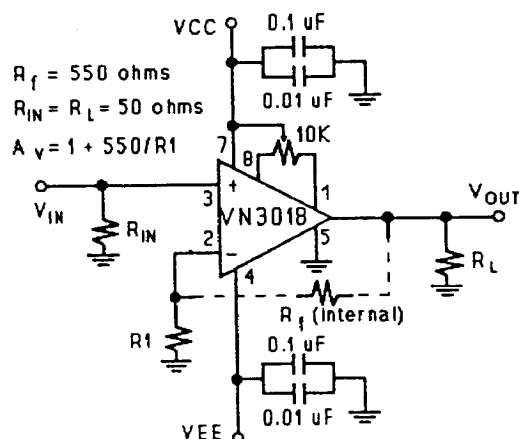 VCC
0.1 uF
0.01 uF
Rf = 550 ohms
RIN = RL = 50 ohms
Av = 1 + 550/R1
7
8
10K
1
3
+
VIN
RIN
VN3018
VOUT
2
−
5
4
RL
R1
Rf (internal)
0.1 uF
0.01 uF
VEE